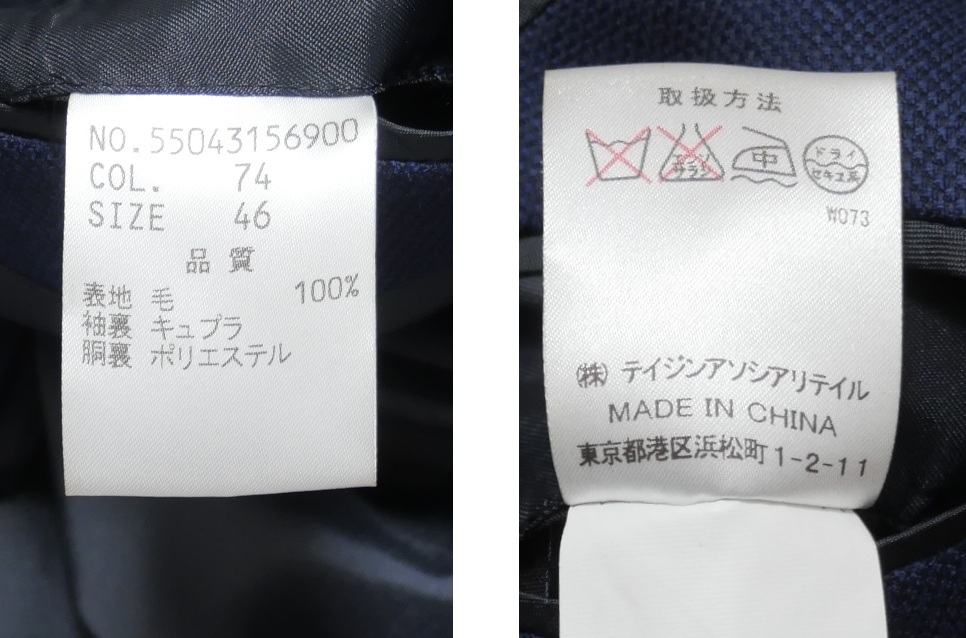 NO.55043156900
COL. 74
SIZE 46
品質
表地 毛 100%
袖裏 キュプラ
胴裏 ポリエステル
取扱方法
エンソ
サラシ
中
ドライ
セキユ系
W073
㈱ テイジンアソシアリテイル
MADE IN CHINA
東京都港区浜松町1-2-11